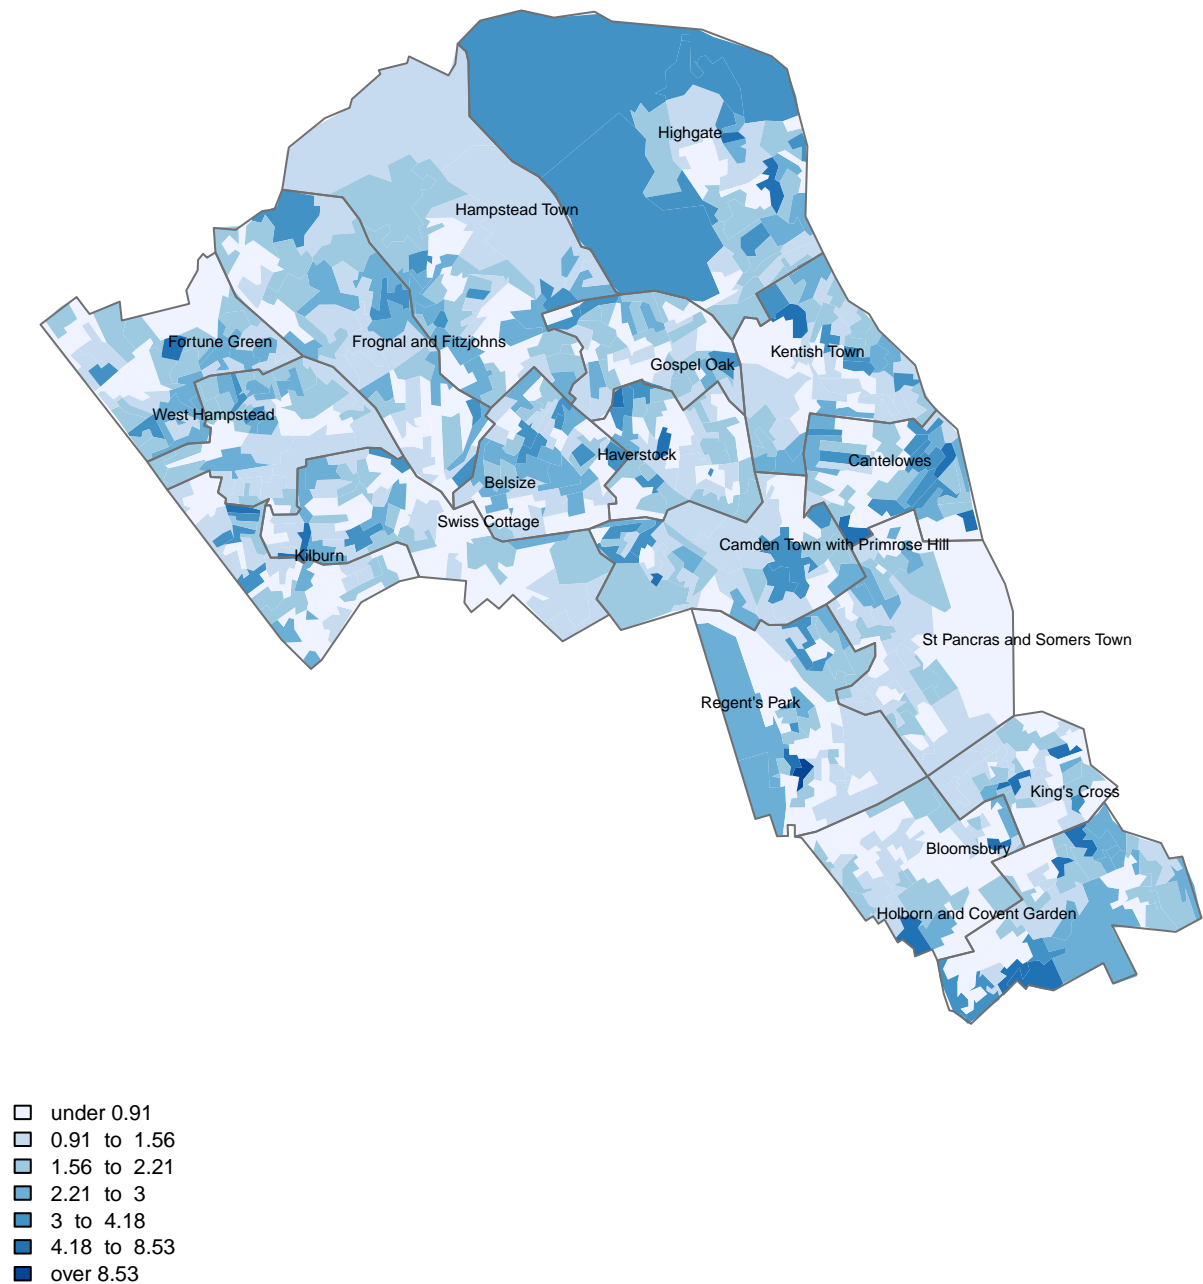 Highgate
Hampstead Town
Fortune Green
Frognal and Fitzjohns
Kentish Town
Gospel Oak
West Hampstead
Haverstock
Cantelowes
Belsize
Swiss Cottage
Camden Town with Primrose Hill
Kilburn
St Pancras and Somers Town
Regent's Park
King's Cross
Bloomsbury
Holborn and Covent Garden
under 0.91
0.91 to 1.56
1.56 to 2.21
2.21 to 3
3 to 4.18
4.18 to 8.53
over 8.53